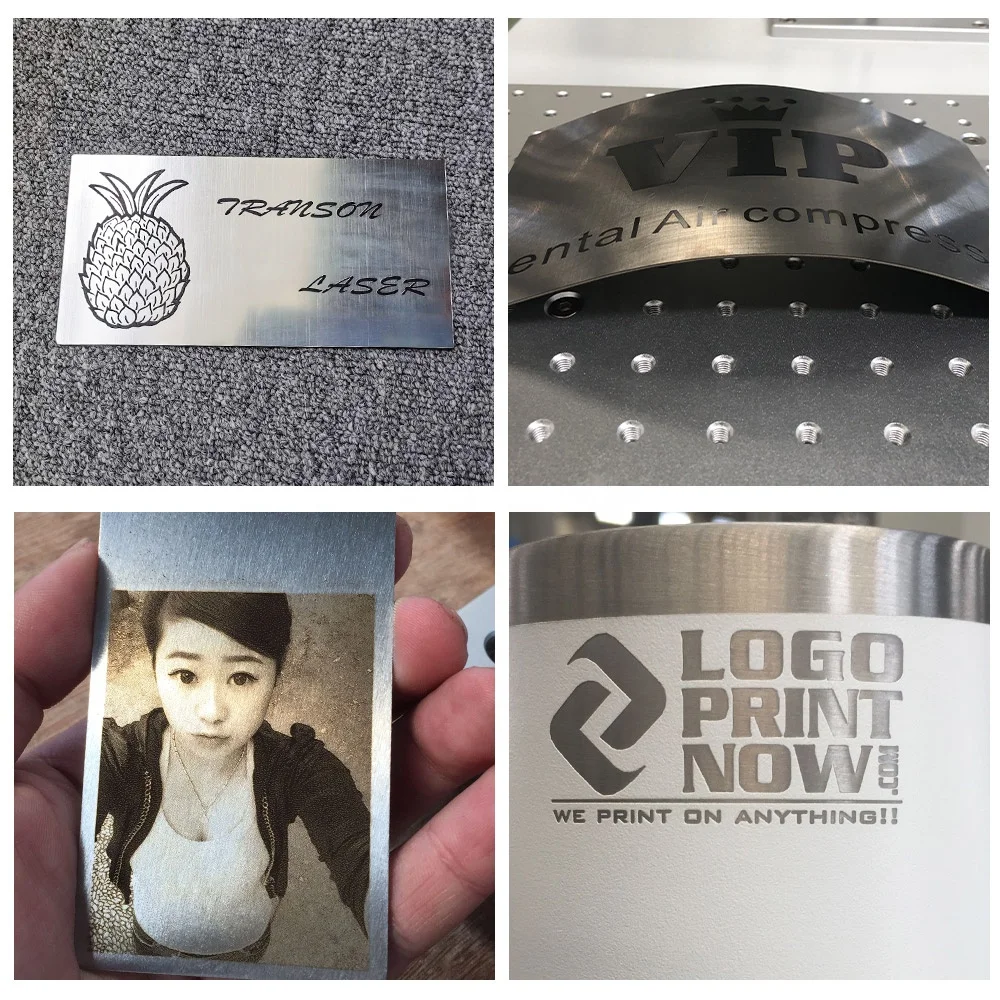 TRANSON
LASER
VIP
ental Air compress
LOGO
PRINT
NOW.COM
WE PRINT ON ANYTHING!!